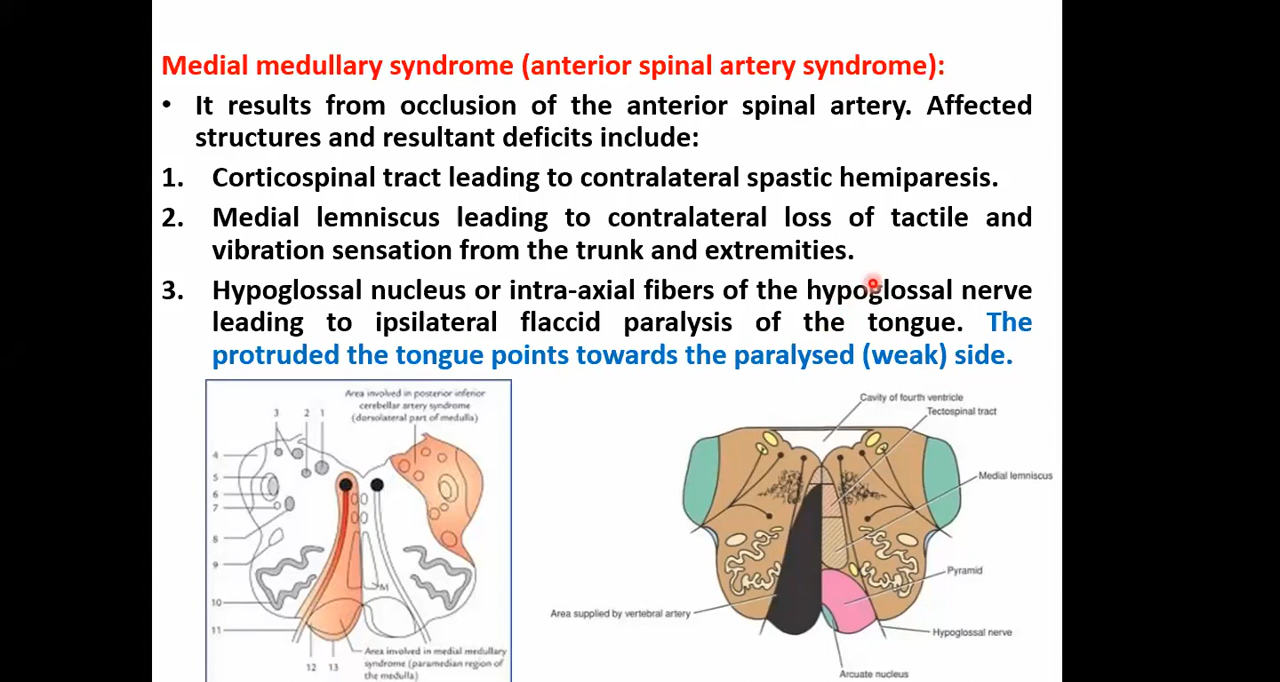 Medial medullary syndrome (anterior spinal artery syndrome):
• It results from occlusion of the anterior spinal artery. Affected
structures and resultant deficits include:
1. Corticospinal tract leading to contralateral spastic hemiparesis.
2. Medial lemniscus leading to contralateral loss of tactile and
vibration sensation from the trunk and extremities.
3. Hypoglossal nucleus or intra-axial fibers of the hypoglossal nerve
leading to ipsilateral flaccid paralysis of the tongue. The
protruded the tongue points towards the paralysed (weak) side.
Area involved in posterior inferior
cerebellar artery syndrome
(dorsolateral part of medulla)
3 2 1
4
5
6
7
8
9
10
11
12 13
M
Area involved in medial medullary
syndrome (paramedian region of
the medulla)
Cavity of fourth ventricle
Tectospinal tract
Medial lemniscus
Pyramid
Area supplied by vertebral artery
Hypoglossal nerve
Arcuate nucleus